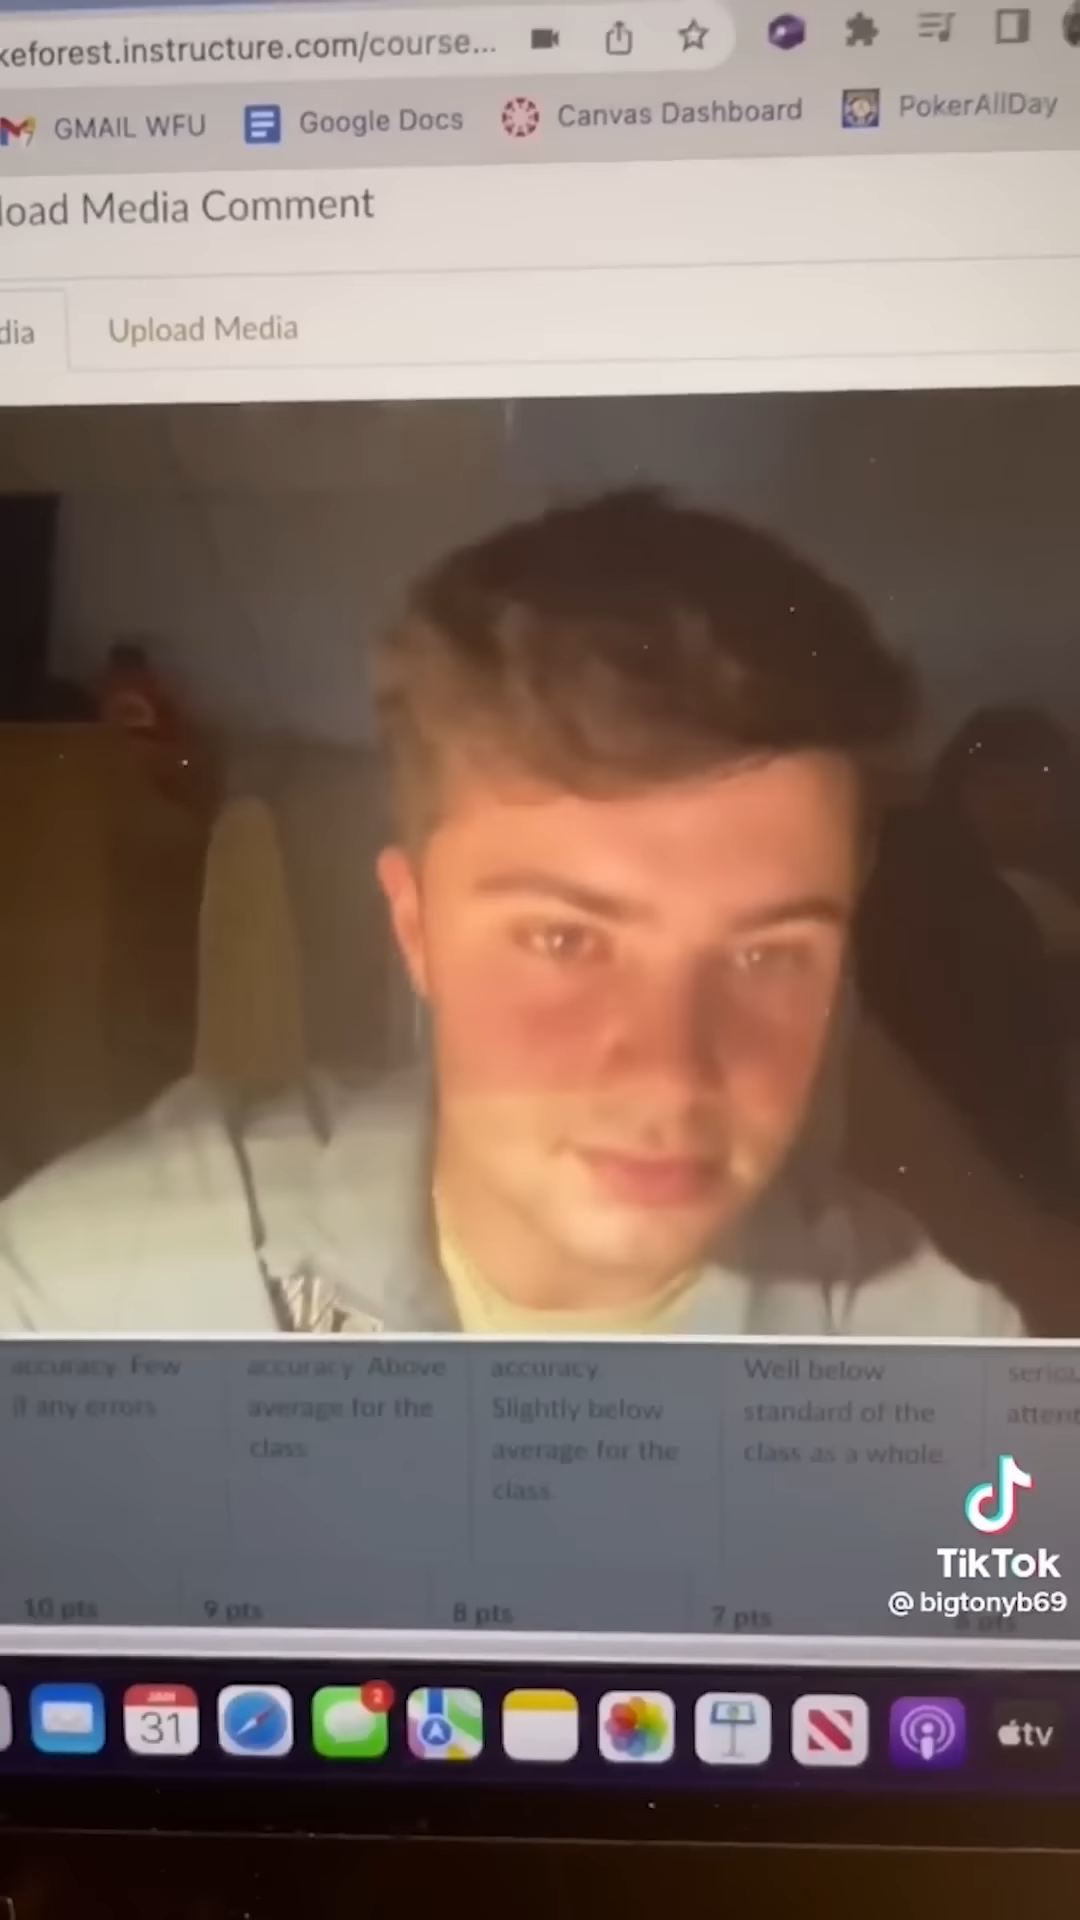 keforest.instructure.com/course...
GMAIL WFU
Google Docs
Canvas Dashboard
PokerAllDay
load Media Comment
dia
Upload Media
accuracy. Few
if any errors
accuracy. Above
average for the
class
accuracy.
Slightly below
average for the
class.
Well below
standard of the
class as a whole.
10 pts
9 pts
8 pts
7 pts
TikTok
@bigtonyb69
JAN
31
2
tv